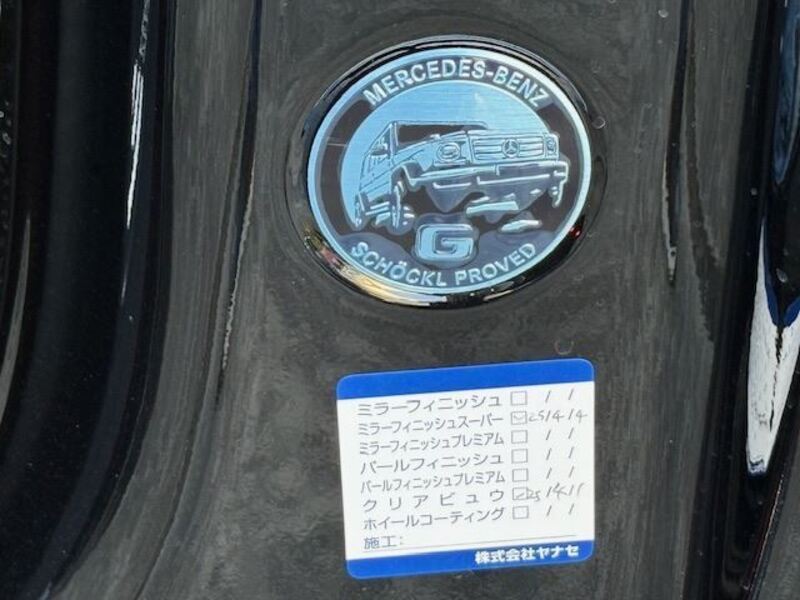 MERCEDES-BENZ
G
SCHÖCKL PROVED
ミラーフィニッシュ□ / /
ミラーフィニッシュスーパー☑25/4/4
ミラーフィニッシュプレミアム□ / /
パールフィニッシュ□ / /
パールフィニッシュプレミアム□ / /
クリアビュウ☑
ホイールコーティング□ / /
施工:
株式会社ヤナセ